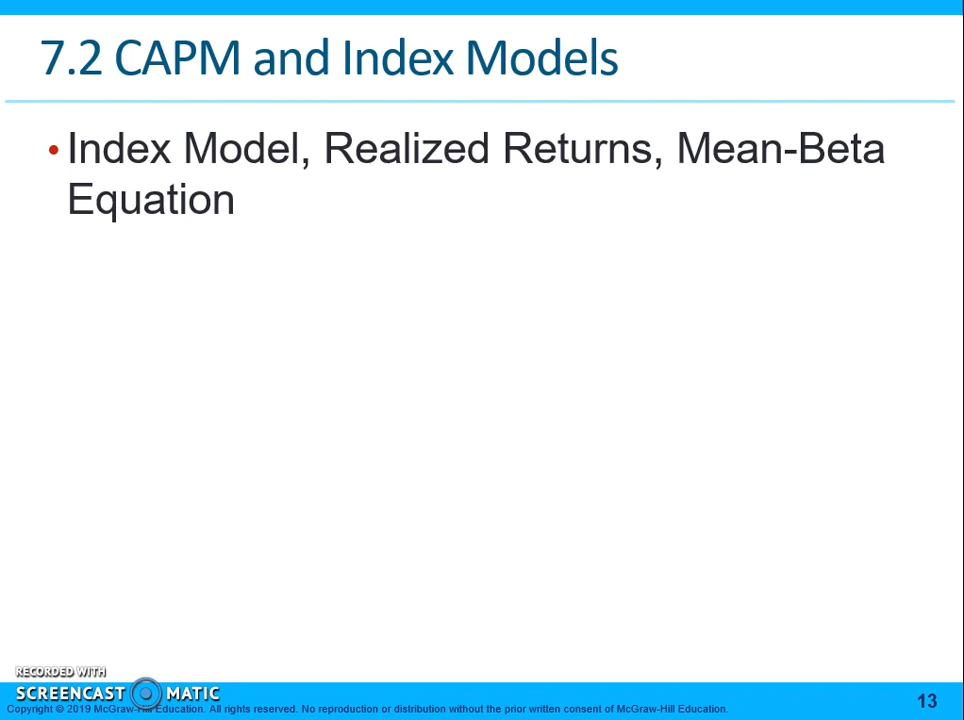 7.2 CAPM and Index Models
• Index Model, Realized Returns, Mean-Beta
Equation
RECORDED WITH
SCREENCAST MATIC
Copyright © 2019 McGraw-Hill Education. All rights reserved. No reproduction or distribution without the prior written consent of McGraw-Hill Education.
13